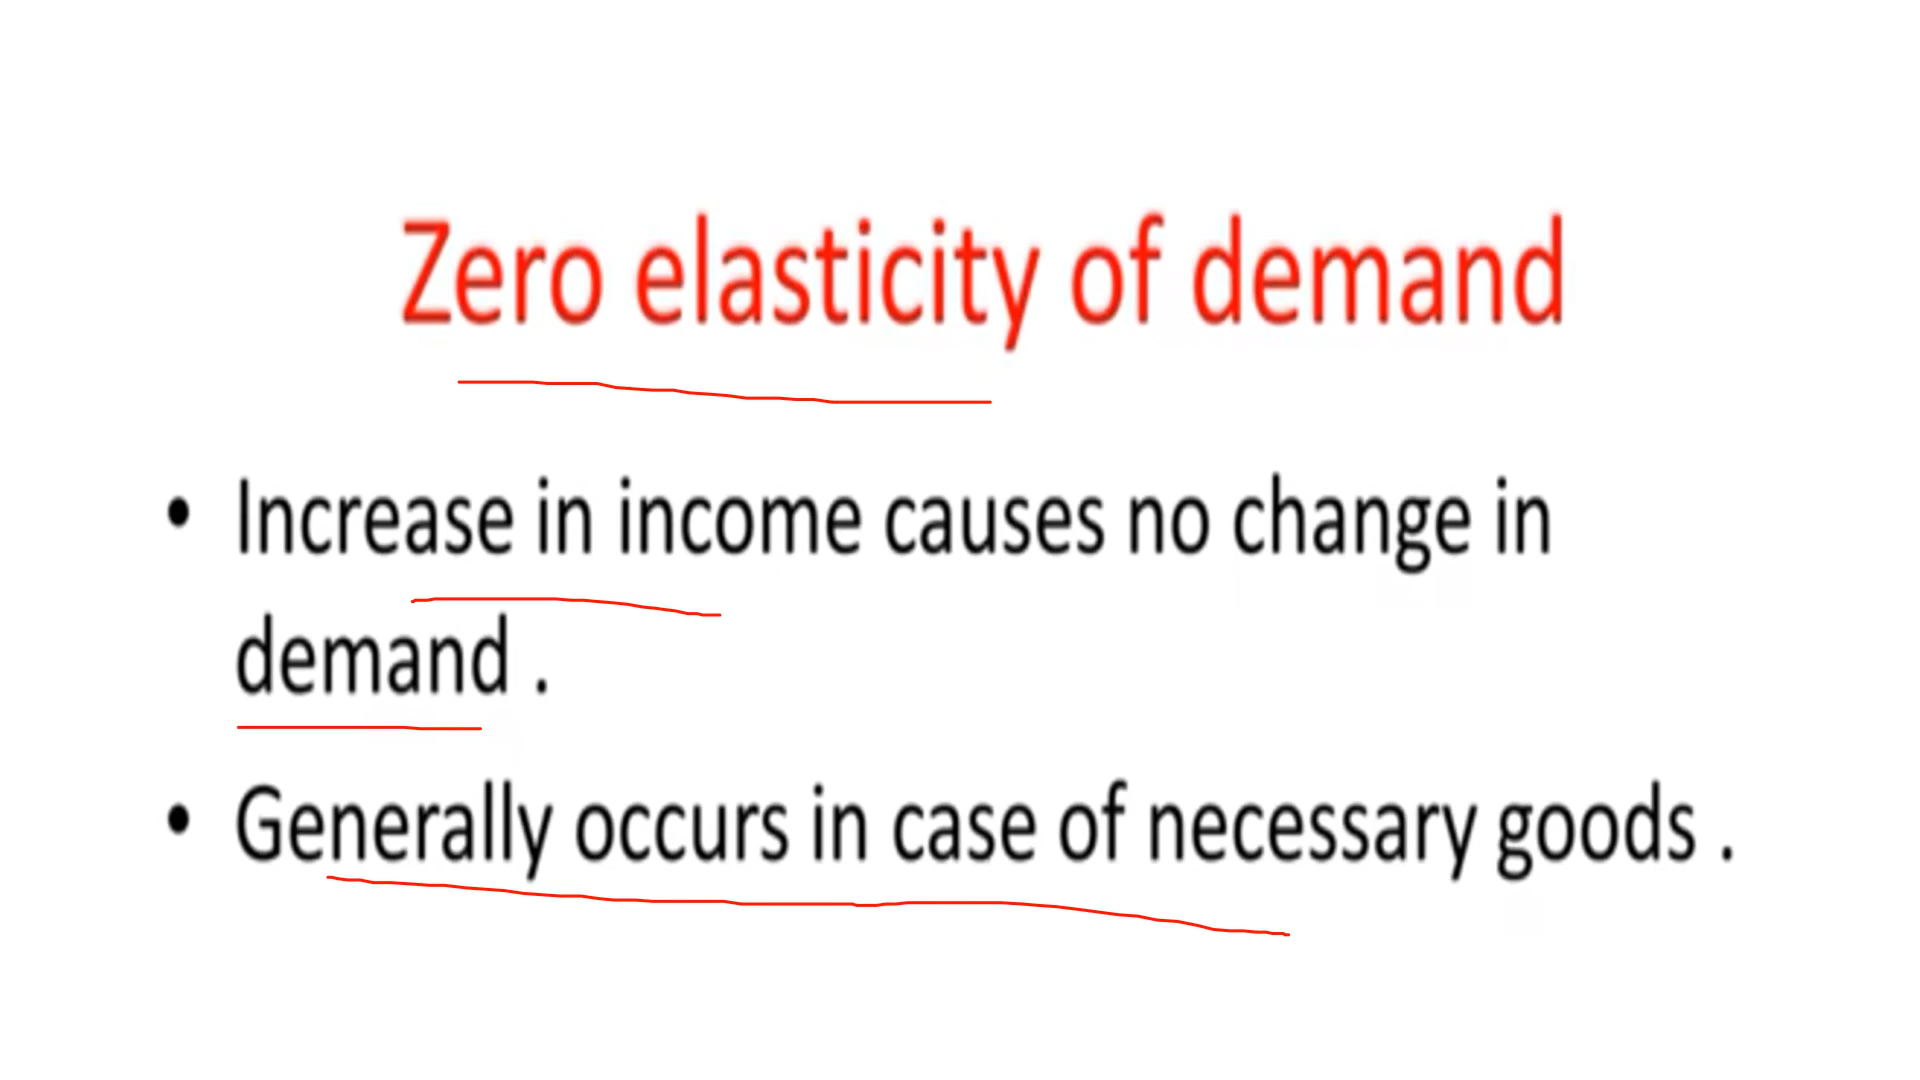 Zero elasticity of demand
• Increase in income causes no change in
demand .
• Generally occurs in case of necessary goods .